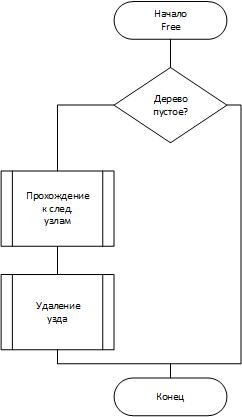 Начало
Free
Дерево
пустое?
Прохождение
к след.
узлам
Удаление
узда
Конец